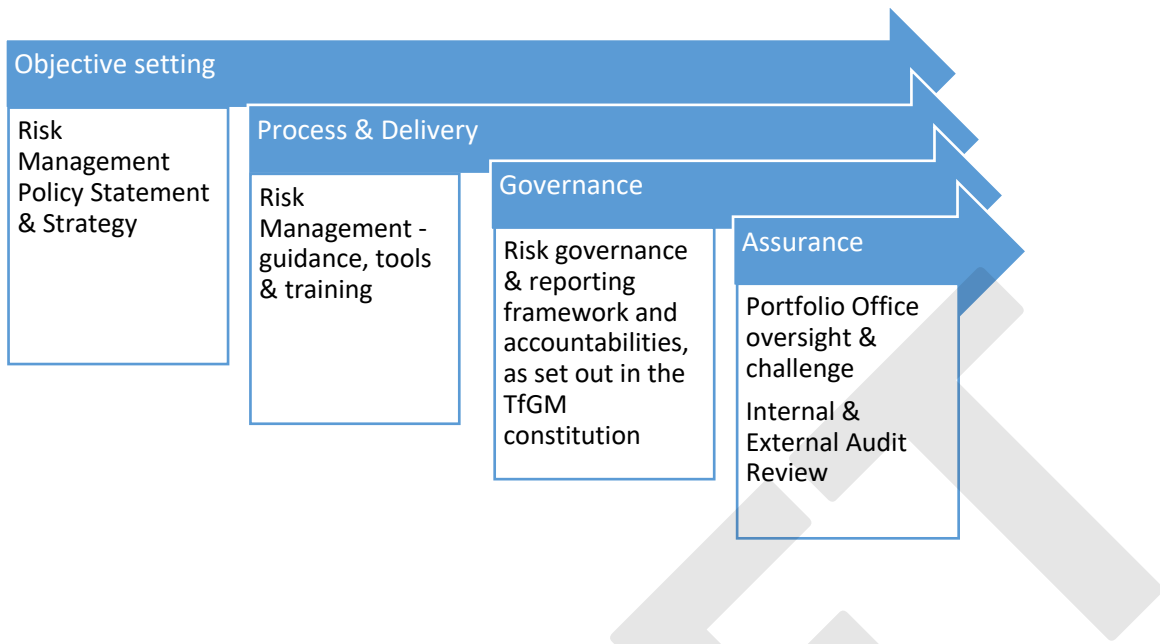 Objective setting
Risk
Management
Policy Statement
& Strategy
Process & Delivery
Risk
Management -
guidance, tools
& training
Governance
Risk governance
& reporting
framework and
accountabilities,
as set out in the
TfGM
constitution
Assurance
Portfolio Office
oversight &
challenge
Internal &
External Audit
Review